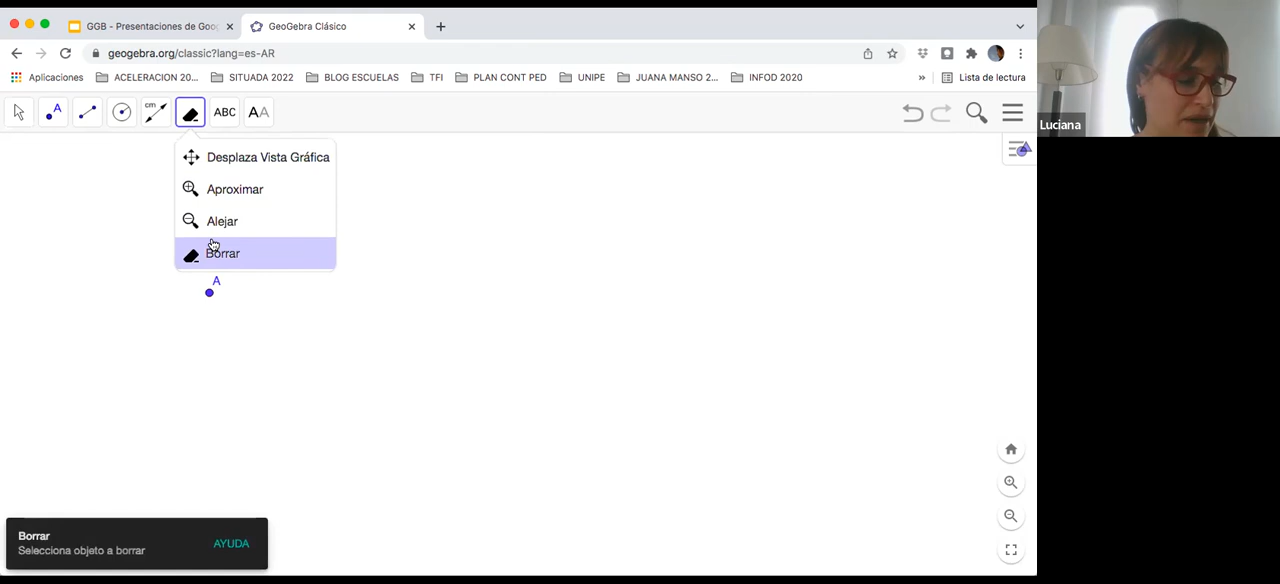 GGB - Presentaciones de Goo
GeoGebra Clásico
geogebra.org/classic?lang=es-AR
Aplicaciones
ACELERACION 20...
SITUADA 2022
BLOG ESCUELAS
TFI
PLAN CONT PED
UNIPE
JUANA MANSO 2...
INFOD 2020
»
Lista de lectura
A
cm
ABC
AA
Luciana
Desplaza Vista Gráfica
Aproximar
Alejar
Borrar
A
Borrar
Selecciona objeto a borrar
AYUDA